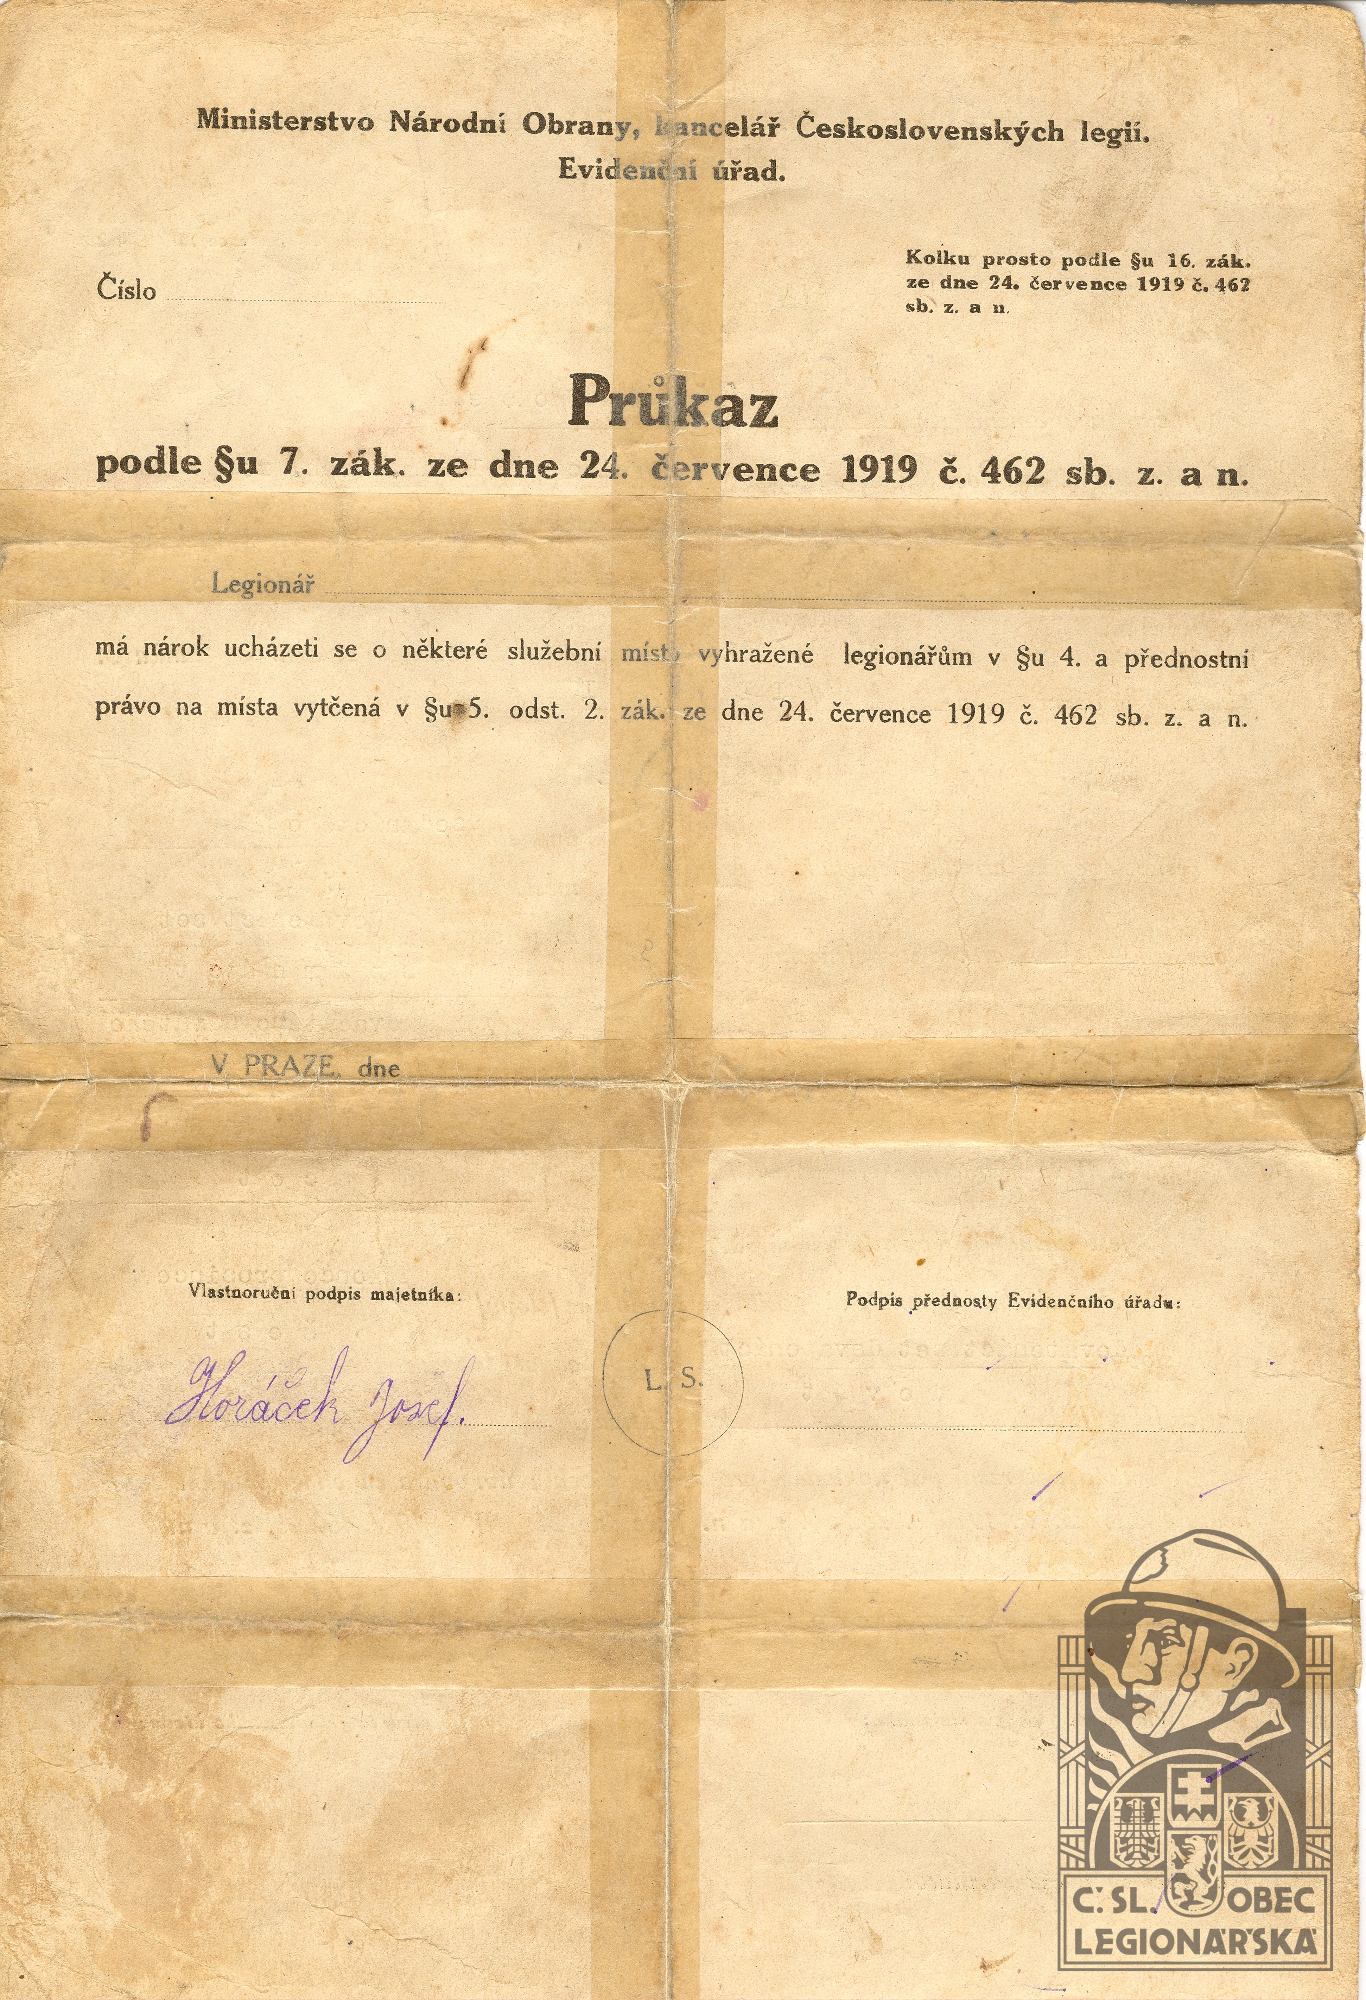 Ministerstvo Národní Obrany, kancelář Československých legií.
Evidenční úřad.
Číslo
Kolku prosto podle §u 16. zák.
ze dne 24. července 1919 č. 462
sb. z. a n.
Průkaz
podle §u 7. zák. ze dne 24. července 1919 č. 462 sb. z. a n.
Legionář
má nárok ucházeti se o některé služební místo vyhražené legionářům v §u 4. a přednostní
právo na místa vytčená v §u 5. odst. 2. zák. ze dne 24. července 1919 č. 462 sb. z. a n.
V PRAZE, dne
Vlastnoruční podpis majetníka:
Podpis přednosty Evidenčního úřadu:
Horáček Josef.
L. S.
Č. SL. OBEC
LEGIONÁŘSKÁ